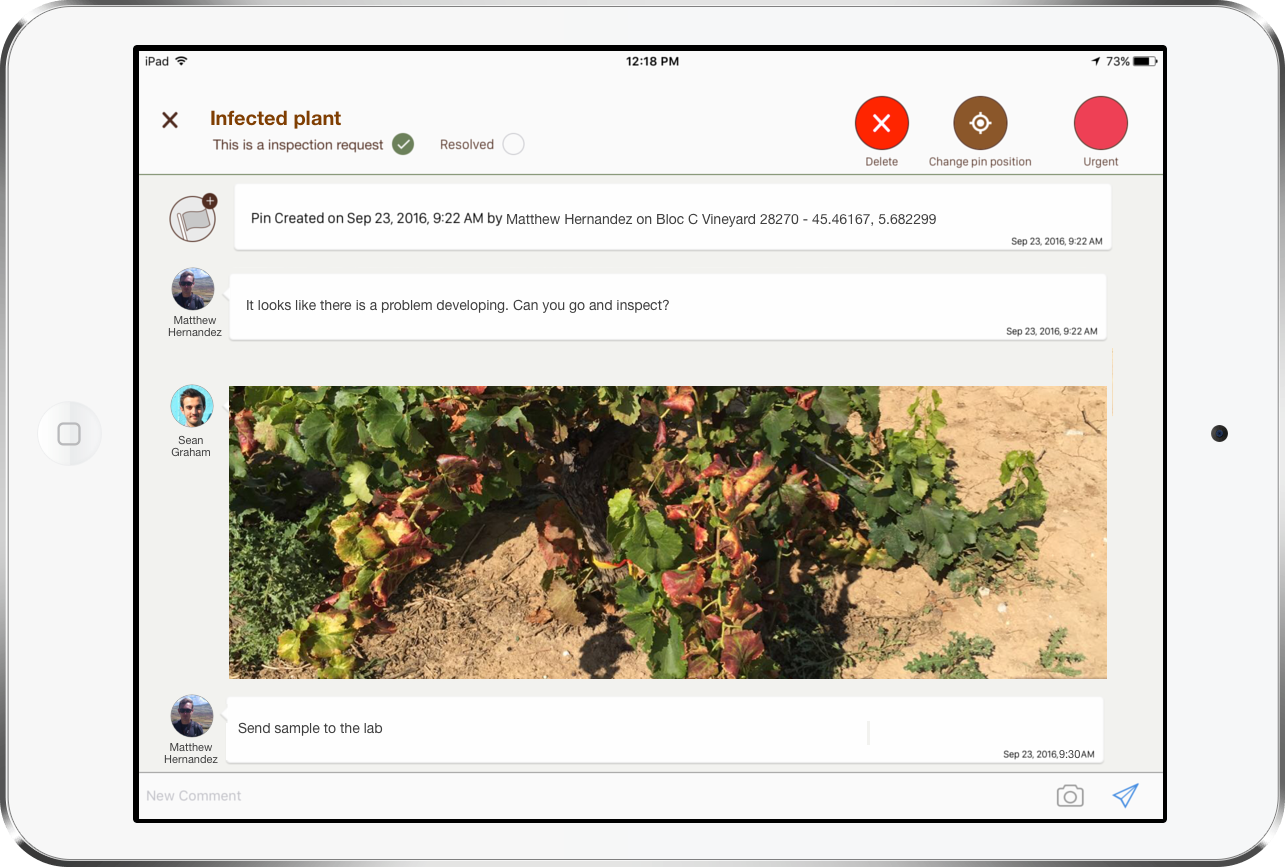 iPad 12:18 PM 73%
Infected plant
This is a inspection request Resolved
Delete Change pin position Urgent
Pin Created on Sep 23, 2016, 9:22 AM by Matthew Hernandez on Bloc C Vineyard 28270 - 45.46167, 5.682299
Sep 23, 2016, 9:22 AM
It looks like there is a problem developing. Can you go and inspect?
Matthew
Hernandez
Sep 23, 2016, 9:22 AM
Sean
Graham
Send sample to the lab
Matthew
Hernandez
Sep 23, 2016,9:30AM
New Comment